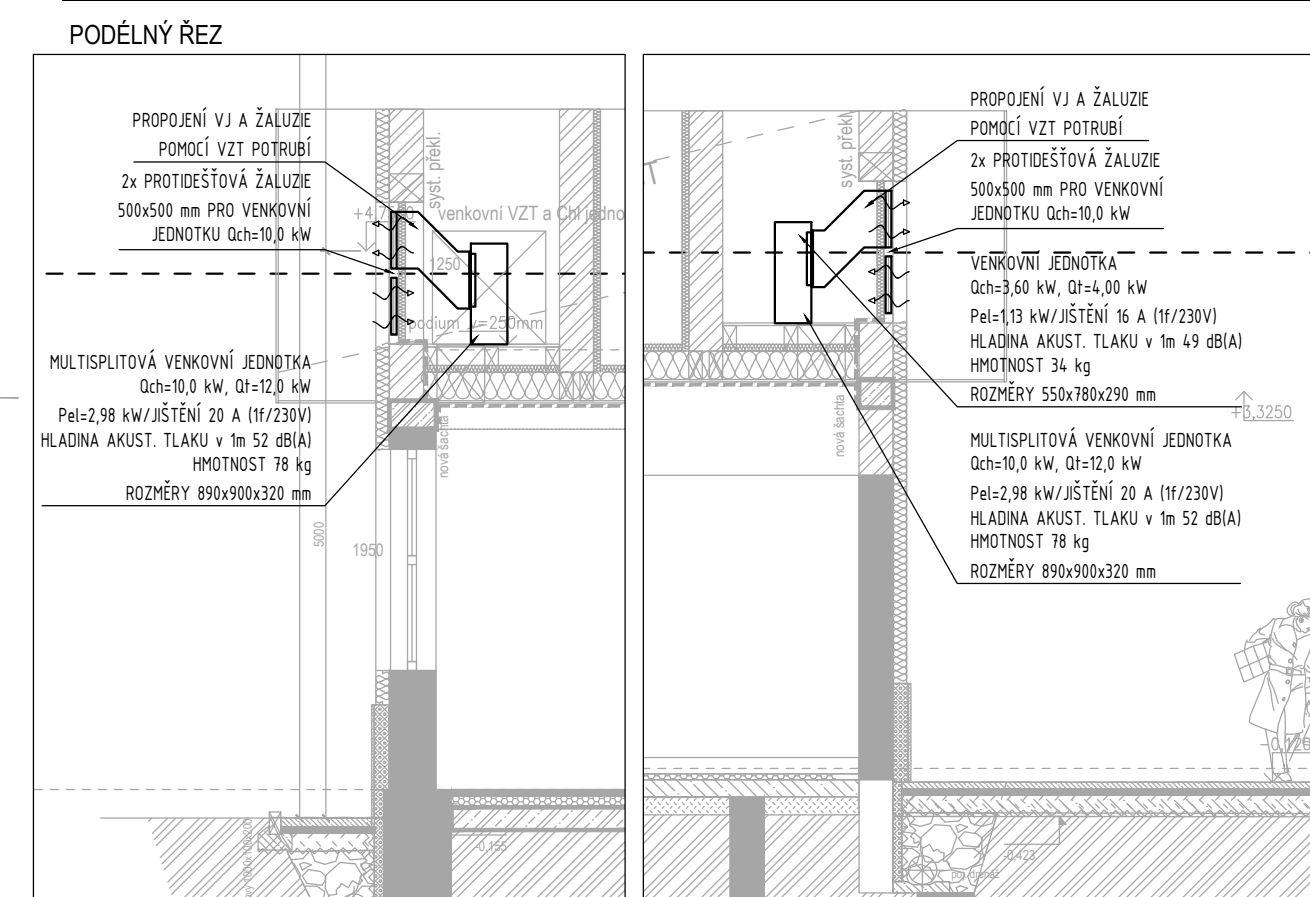 PODÉLNÝ ŘEZ
PROPOJENÍ VJ A ŽALUZIE
POMOCÍ VZT POTRUBÍ
2x PROTIDEŠŤOVÁ ŽALUZIE
500x500 mm PRO VENKOVNÍ
JEDNOTKU Qch=10,0 kW
syst. překl.
venkovní VZT a Chl jedno
1250
podium v=250mm
MULTISPLITOVÁ VENKOVNÍ JEDNOTKA
Qch=10,0 kW, Qt=12,0 kW
Pel=2,98 kW/JIŠTĚNÍ 20 A (1f/230V)
HLADINA AKUST. TLAKU v 1m 52 dB(A)
HMOTNOST 78 kg
ROZMĚRY 890x900x320 mm
nová šachta
5000
1950
-0,155
PROPOJENÍ VJ A ŽALUZIE
POMOCÍ VZT POTRUBÍ
2x PROTIDEŠŤOVÁ ŽALUZIE
500x500 mm PRO VENKOVNÍ
JEDNOTKU Qch=10,0 kW
syst. překl.
VENKOVNÍ JEDNOTKA
Qch=3,60 kW, Qt=4,00 kW
Pel=1,13 kW/JIŠTĚNÍ 16 A (1f/230V)
HLADINA AKUST. TLAKU v 1m 49 dB(A)
HMOTNOST 34 kg
ROZMĚRY 550x780x290 mm
+3,3250
nová šachta
MULTISPLITOVÁ VENKOVNÍ JEDNOTKA
Qch=10,0 kW, Qt=12,0 kW
Pel=2,98 kW/JIŠTĚNÍ 20 A (1f/230V)
HLADINA AKUST. TLAKU v 1m 52 dB(A)
HMOTNOST 78 kg
ROZMĚRY 890x900x320 mm
-0,423
drenáž